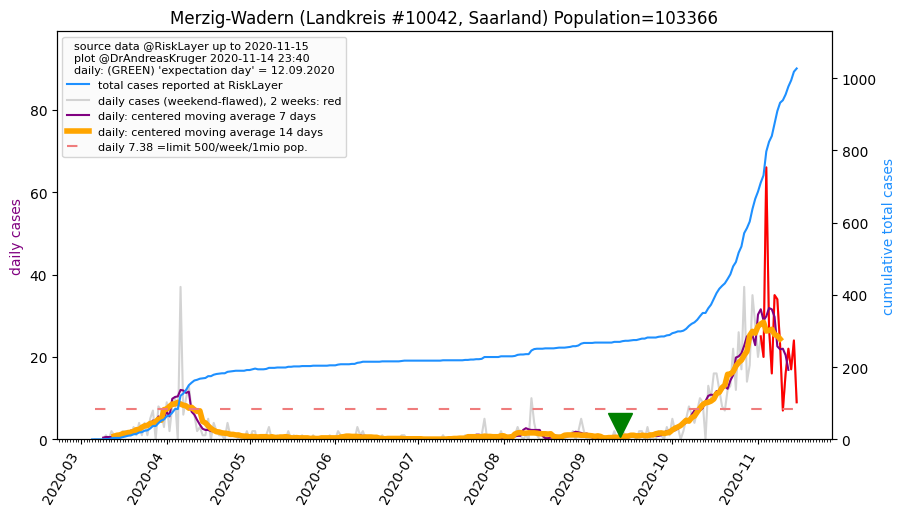 Merzig-Wadern (Landkreis #10042, Saarland) Population=103366
source data @RiskLayer up to 2020-11-15
plot @DrAndreasKruger 2020-11-14 23:40
daily: (GREEN) 'expectation day' = 12.09.2020
total cases reported at RiskLayer
daily cases (weekend-flawed), 2 weeks: red
daily: centered moving average 7 days
daily: centered moving average 14 days
daily 7.38 =limit 500/week/1mio pop.
daily cases
80
60
40
20
0
cumulative total cases
1000
800
600
400
200
0
2020-03
2020-04
2020-05
2020-06
2020-07
2020-08
2020-09
2020-10
2020-11